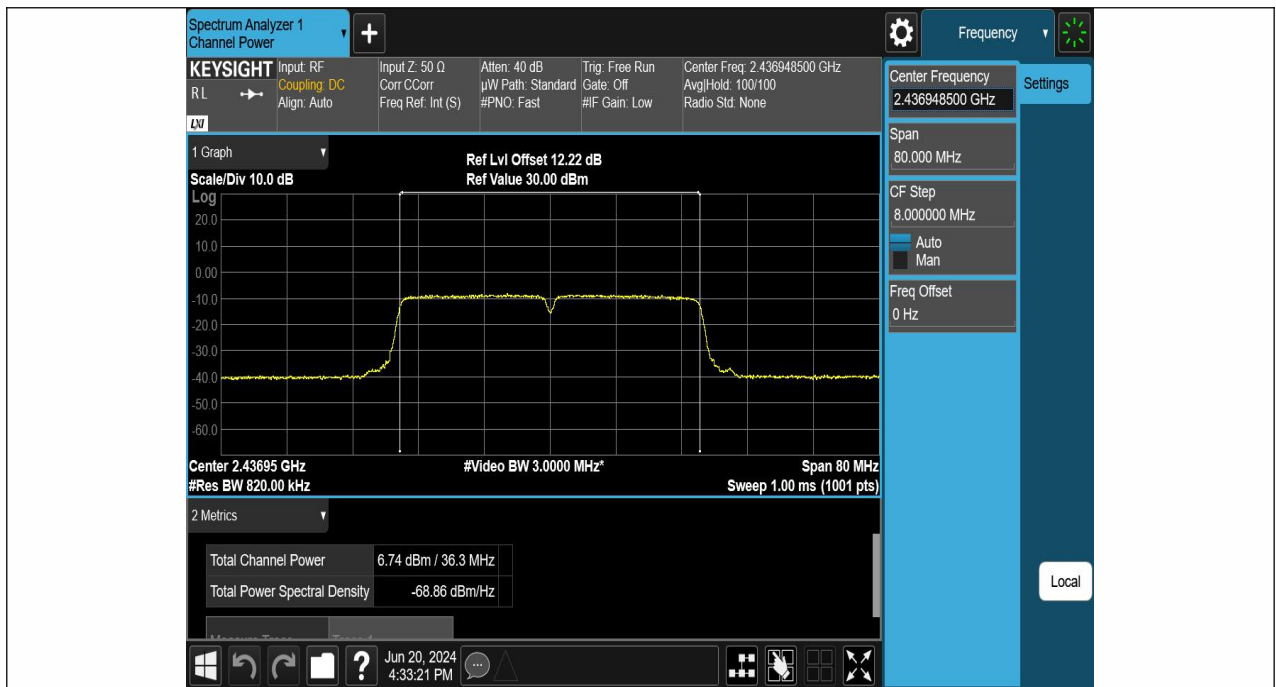 Spectrum Analyzer 1
Channel Power
Frequency
KEYSIGHT
R L
LXI
Input: RF
Coupling: DC
Align: Auto
Input Z: 50 Ω
Corr CCorr
Freq Ref: Int (S)
Atten: 40 dB
µW Path: Standard
#PNO: Fast
Trig: Free Run
Gate: Off
#IF Gain: Low
Center Freq: 2.436948500 GHz
Avg|Hold: 100/100
Radio Std: None
Center Frequency
2.436948500 GHz
Settings
Span
80.000 MHz
CF Step
8.000000 MHz
Auto
Man
Freq Offset
0 Hz
Local
1 Graph
Scale/Div 10.0 dB
Ref Lvl Offset 12.22 dB
Ref Value 30.00 dBm
Log
20.0
10.0
0.00
-10.0
-20.0
-30.0
-40.0
-50.0
-60.0
Center 2.43695 GHz
#Video BW 3.0000 MHz*
Span 80 MHz
#Res BW 820.00 kHz
Sweep 1.00 ms (1001 pts)
2 Metrics
Total Channel Power 6.74 dBm / 36.3 MHz
Total Power Spectral Density -68.86 dBm/Hz
Jun 20, 2024
4:33:21 PM